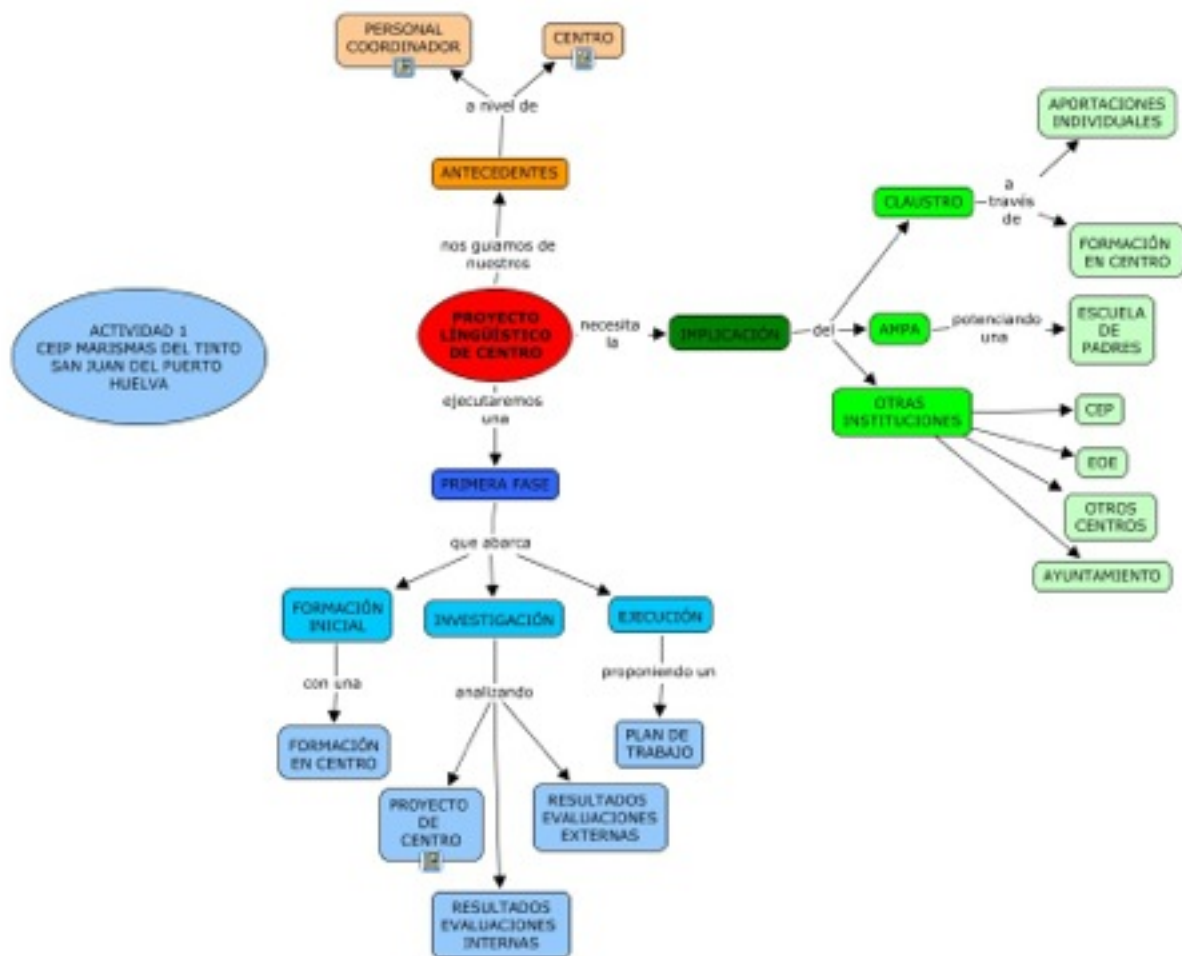 PERSONAL
COORDINADOR
CENTRO
a nivel de
ANTECEDENTES
nos guiamos de
nuestros
PROYECTO
LINGÜÍSTICO
DE CENTRO
ACTIVIDAD 1
CEIP MARISMAS DEL TINTO
SAN JUAN DEL PUERTO
HUELVA
necesita
la
IMPLICACIÓN
del
CLAUSTRO
a
través
de
APORTACIONES
INDIVIDUALES
FORMACIÓN
EN CENTRO
AMPA
potenciando
una
ESCUELA
DE
PADRES
OTRAS
INSTITUCIONES
CEP
EOE
OTROS
CENTROS
AYUNTAMIENTO
ejecutaremos
una
PRIMERA FASE
que abarca
FORMACIÓN
INICIAL
con una
FORMACIÓN
EN CENTRO
INVESTIGACIÓN
analizando
PROYECTO
DE
CENTRO
RESULTADOS
EVALUACIONES
INTERNAS
RESULTADOS
EVALUACIONES
EXTERNAS
EJECUCIÓN
proponiendo un
PLAN DE
TRABAJO